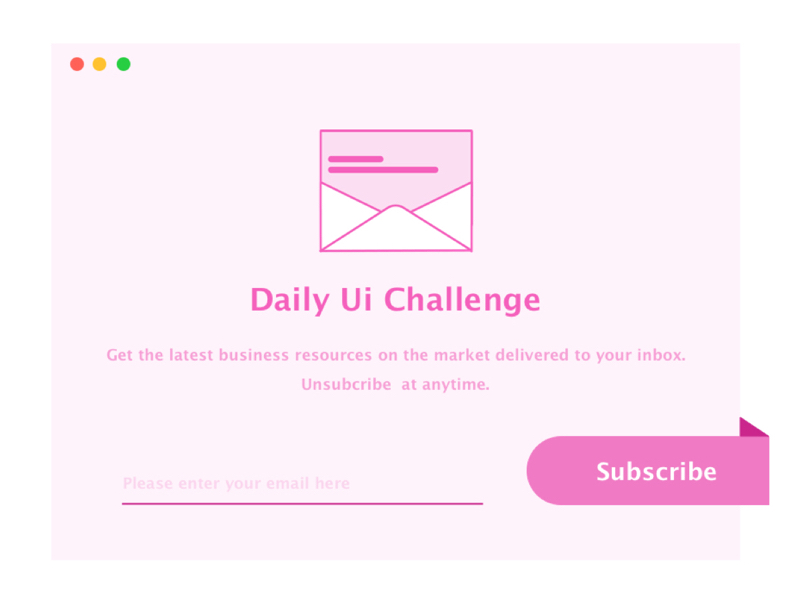 Daily Ui Challenge
Get the latest business resources on the market delivered to your inbox.
Unsubcribe at anytime.
Please enter your email here
Subscribe